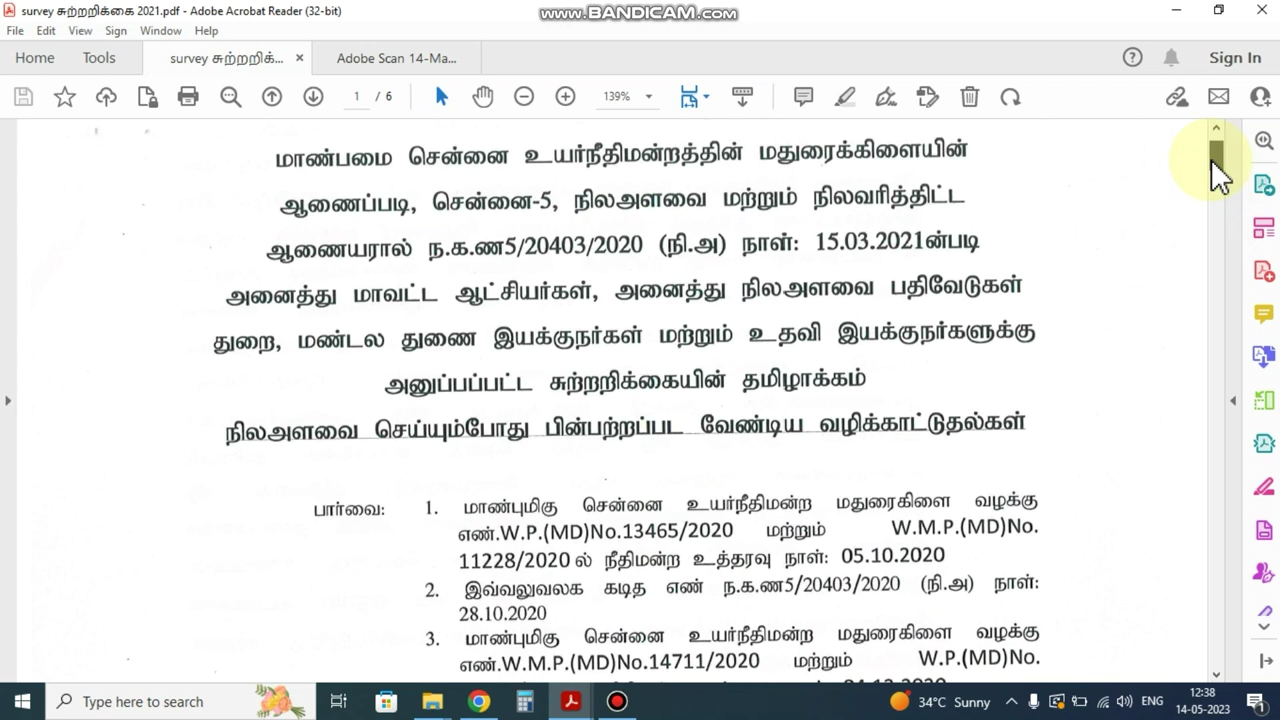 survey சுற்றறிக்கை 2021.pdf - Adobe Acrobat Reader (32-bit)
www.BANDICAM.com
File Edit View Sign Window Help
Home Tools survey சுற்றறிக்... × Adobe Scan 14-Ma... Sign In
1 / 6 139%
மாண்பமை சென்னை உயர்நீதிமன்றத்தின் மதுரைக்கிளையின்
ஆணைப்படி, சென்னை-5, நிலஅளவை மற்றும் நிலவரித்திட்ட
ஆணையரால் ந.க.ண5/20403/2020 (நி.அ) நாள்: 15.03.2021ன்படி
அனைத்து மாவட்ட ஆட்சியர்கள், அனைத்து நிலஅளவை பதிவேடுகள்
துறை, மண்டல துணை இயக்குநர்கள் மற்றும் உதவி இயக்குநர்களுக்கு
அனுப்பப்பட்ட சுற்றறிக்கையின் தமிழாக்கம்
நிலஅளவை செய்யும்போது பின்பற்றப்பட வேண்டிய வழிக்காட்டுதல்கள்
பார்வை: 1. மாண்புமிகு சென்னை உயர்நீதிமன்ற மதுரைகிளை வழக்கு
எண்.W.P.(MD)No.13465/2020 மற்றும் W.M.P.(MD)No.
11228/2020 ல் நீதிமன்ற உத்தரவு நாள்: 05.10.2020
2. இவ்வலுவலக கடித எண் ந.க.ண5/20403/2020 (நி.அ) நாள்:
28.10.2020
3. மாண்புமிகு சென்னை உயர்நீதிமன்ற மதுரைகிளை வழக்கு
எண்.W.M.P.(MD)No.14711/2020 மற்றும் W.P.(MD)No.
Type here to search
34°C Sunny
ENG
12:38
14-05-2023
1